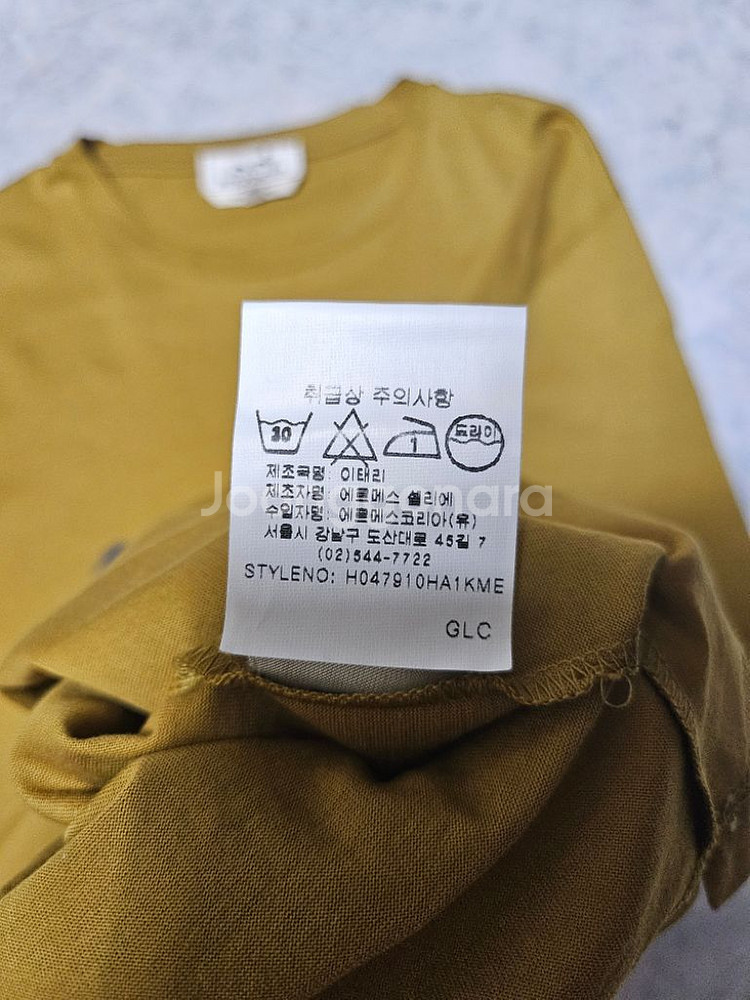 취급상 주의사항
30 1 드라이
제조국명: 이태리
제조자명: 에르메스 셀리에
수입자명: 에르메스코리아(유)
서울시 강남구 도산대로 45길 7
(02)544-7722
STYLENO: H047910HA1KME
GLC
Joongonara